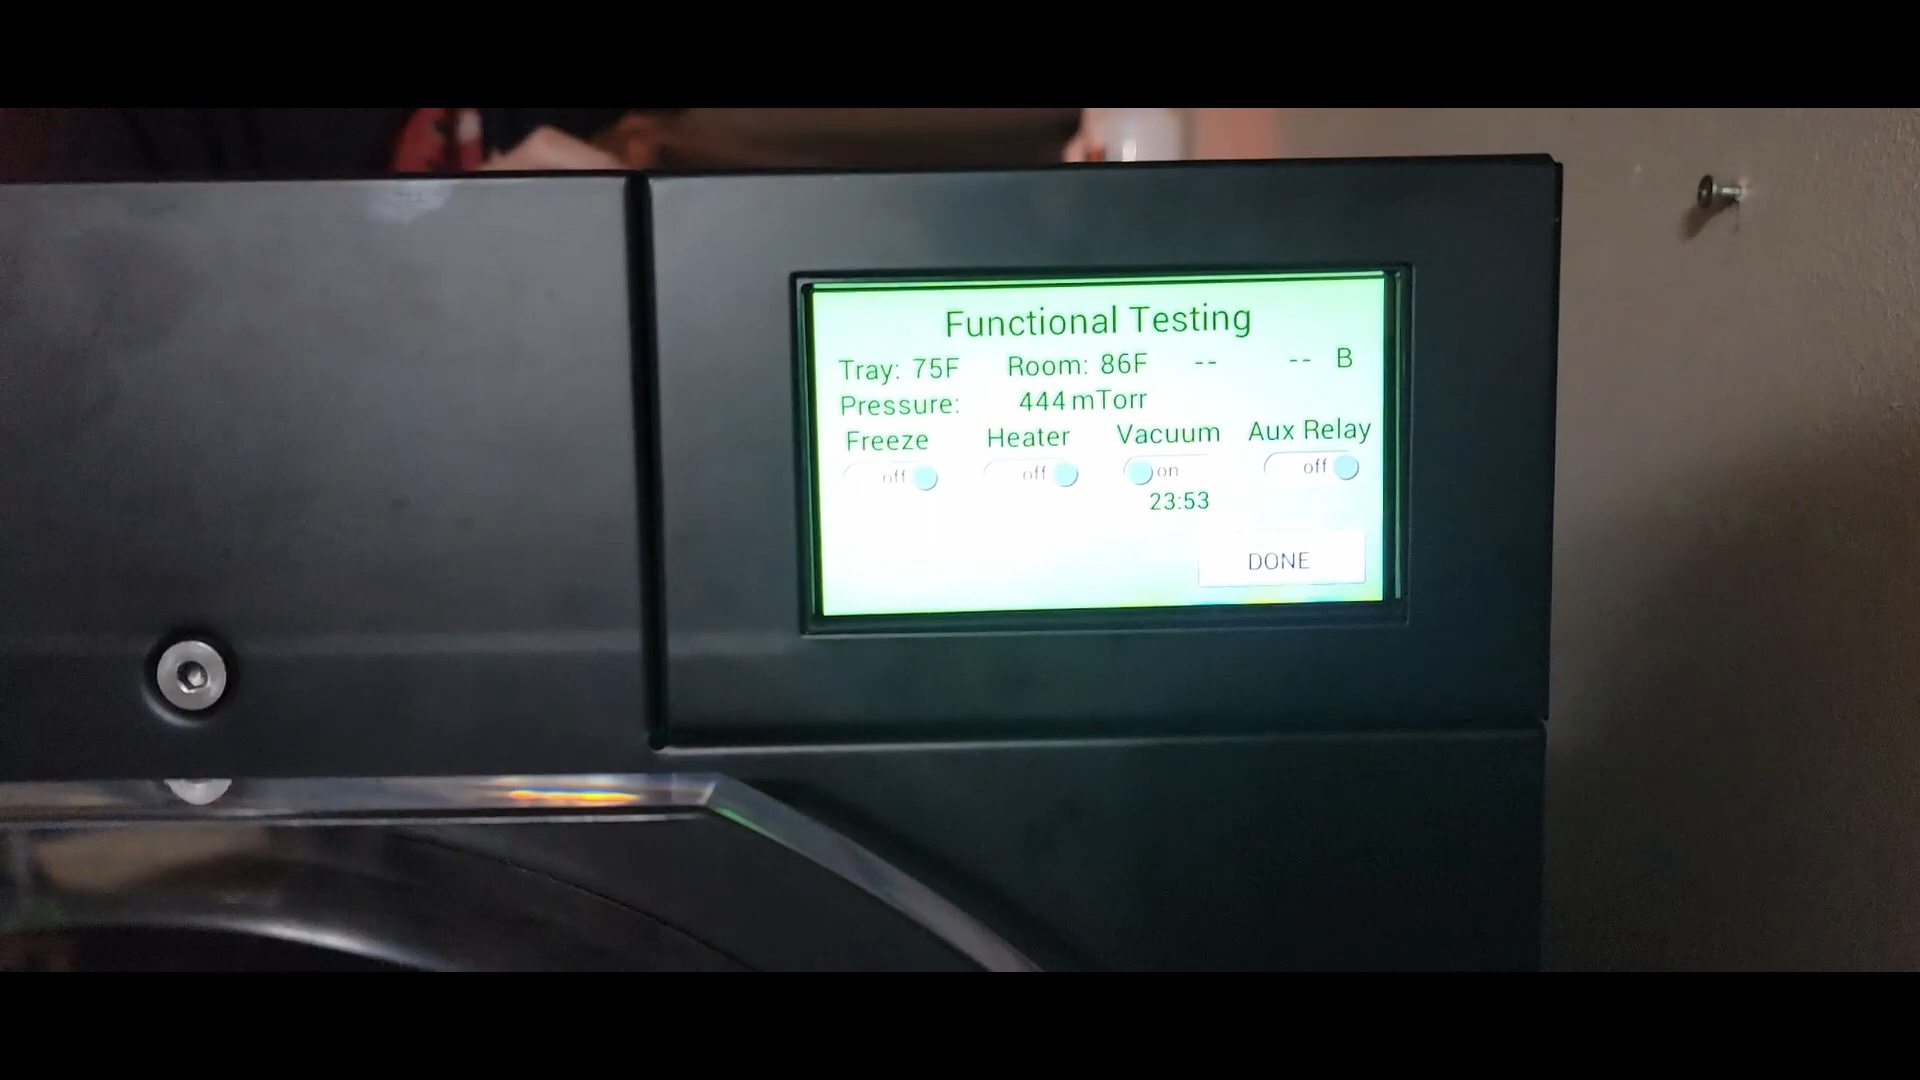 Functional Testing
Tray: 75F Room: 86F -- -- B
Pressure: 444 mTorr
Freeze Heater Vacuum Aux Relay
off off on off
23:53
DONE